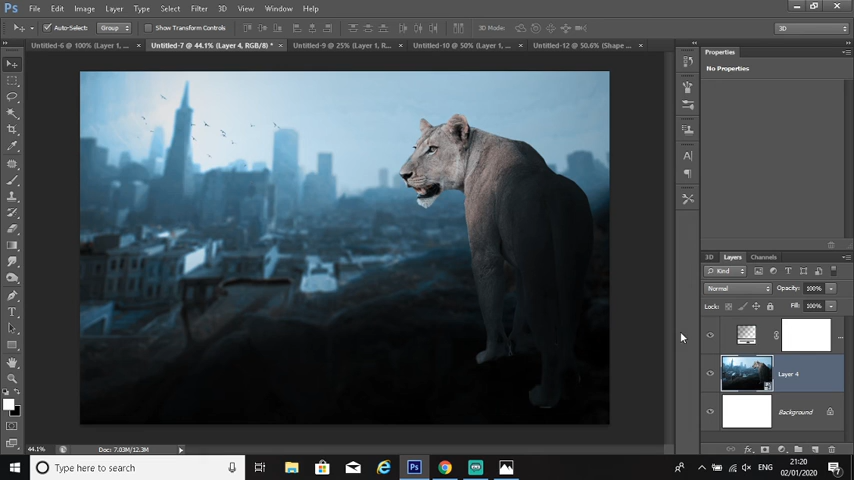 Ps File Edit Image Layer Type Select Filter 3D View Window Help
Auto-Select: Group Show Transform Controls 3D Mode: 3D
Untitled-6 @ 100% (Layer 1, ... × Untitled-7 @ 44.1% (Layer 4, RGB/8) * × Untitled-9 @ 25% (Layer 1, R... × Untitled-10 @ 50% (Layer 1, ... × Untitled-12 @ 50.6% (Shape ... ×
Properties
No Properties
3D Layers Channels
Kind
Normal Opacity: 100%
Lock: Fill: 100%
Layer 4
Background
44.1% Doc: 7.03M/12.3M
Type here to search
ENG
21:20
02/01/2020
7